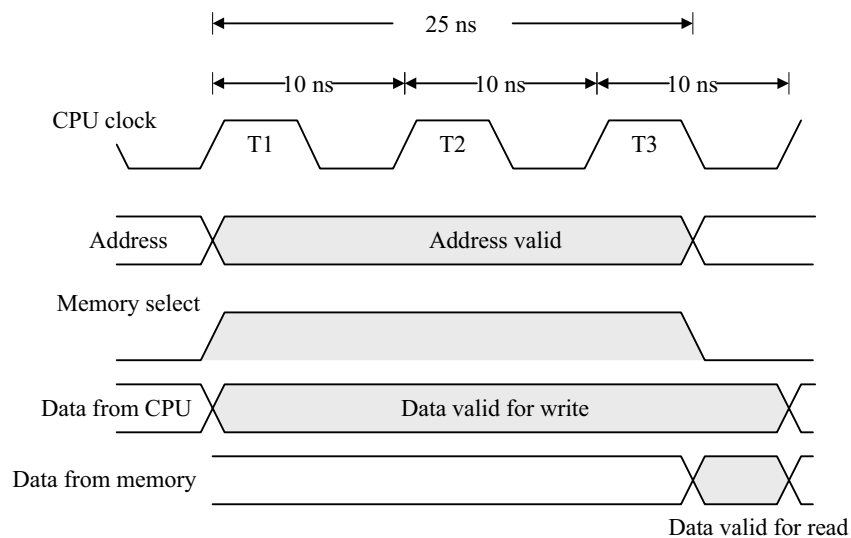 25 ns
10 ns 10 ns 10 ns
CPU clock
T1 T2 T3
Address Address valid
Memory select
Data from CPU Data valid for write
Data from memory
Data valid for read